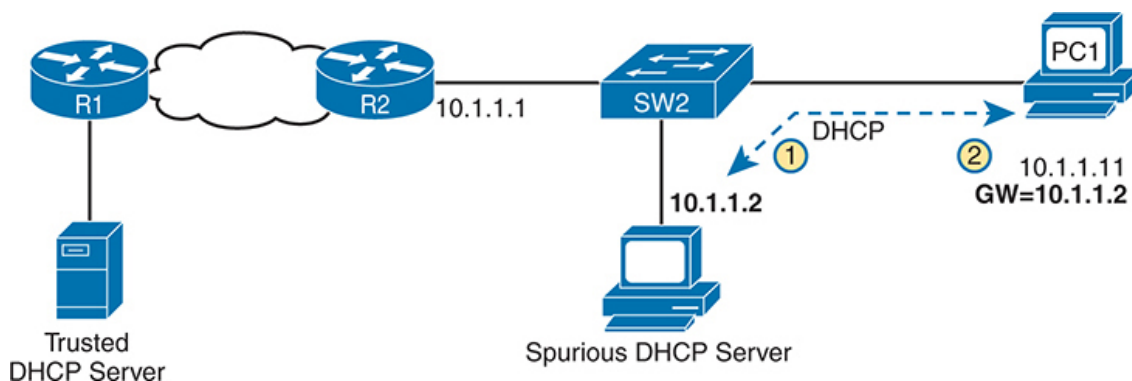 R1
R2
10.1.1.1
SW2
PC1
DHCP
1
2
10.1.1.11
GW=10.1.1.2
10.1.1.2
Trusted
DHCP Server
Spurious DHCP Server